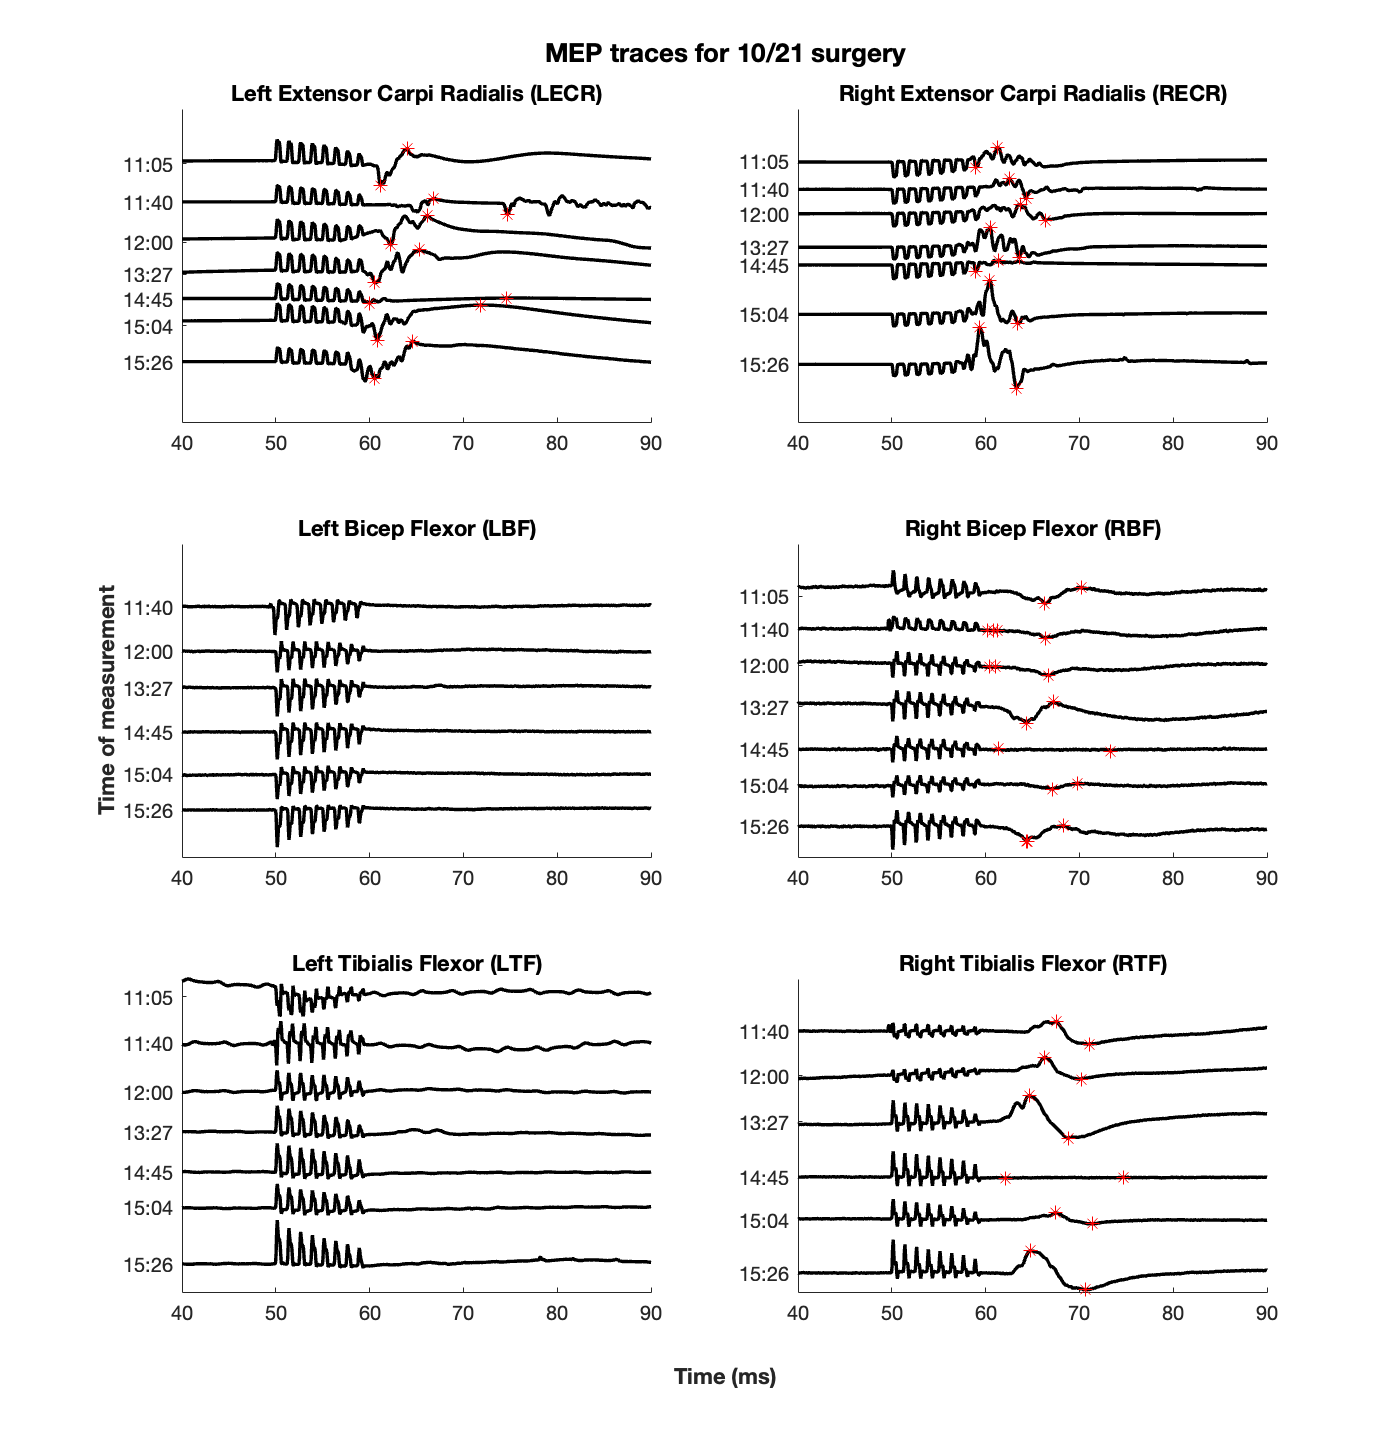 MEP traces for 10/21 surgery
Left Extensor Carpi Radialis (LECR)
11:05
11:40
12:00
13:27
14:45
15:04
15:26
40 50 60 70 80 90
Right Extensor Carpi Radialis (RECR)
11:05
11:40
12:00
13:27
14:45
15:04
15:26
40 50 60 70 80 90
Time of measurement
Left Bicep Flexor (LBF)
11:40
12:00
13:27
14:45
15:04
15:26
40 50 60 70 80 90
Right Bicep Flexor (RBF)
11:05
11:40
12:00
13:27
14:45
15:04
15:26
40 50 60 70 80 90
Left Tibialis Flexor (LTF)
11:05
11:40
12:00
13:27
14:45
15:04
15:26
40 50 60 70 80 90
Right Tibialis Flexor (RTF)
11:40
12:00
13:27
14:45
15:04
15:26
40 50 60 70 80 90
Time (ms)